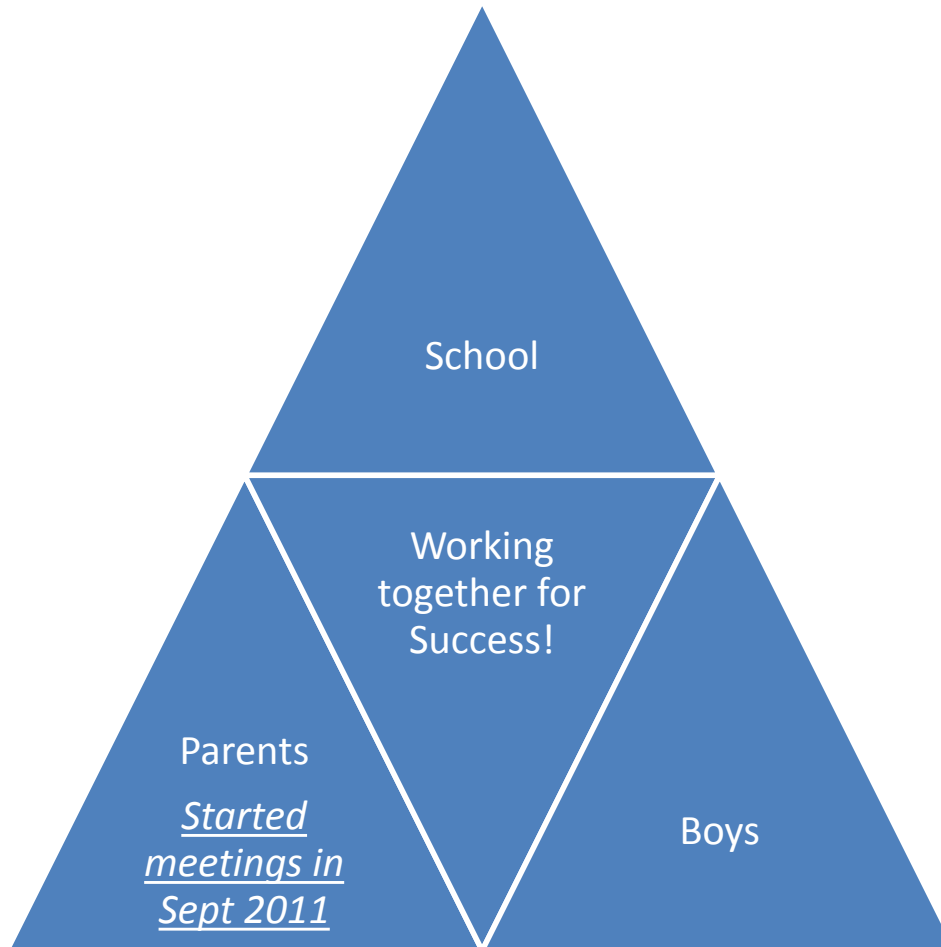 School
Working
together for
Success!
Parents
Started
meetings in
Sept 2011
Boys